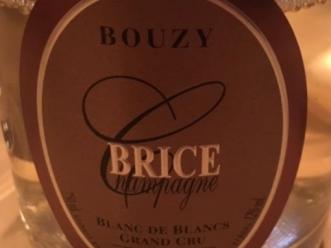 BOUZY
BRICE
Champagne
BLANC DE BLANCS
GRAND CRU